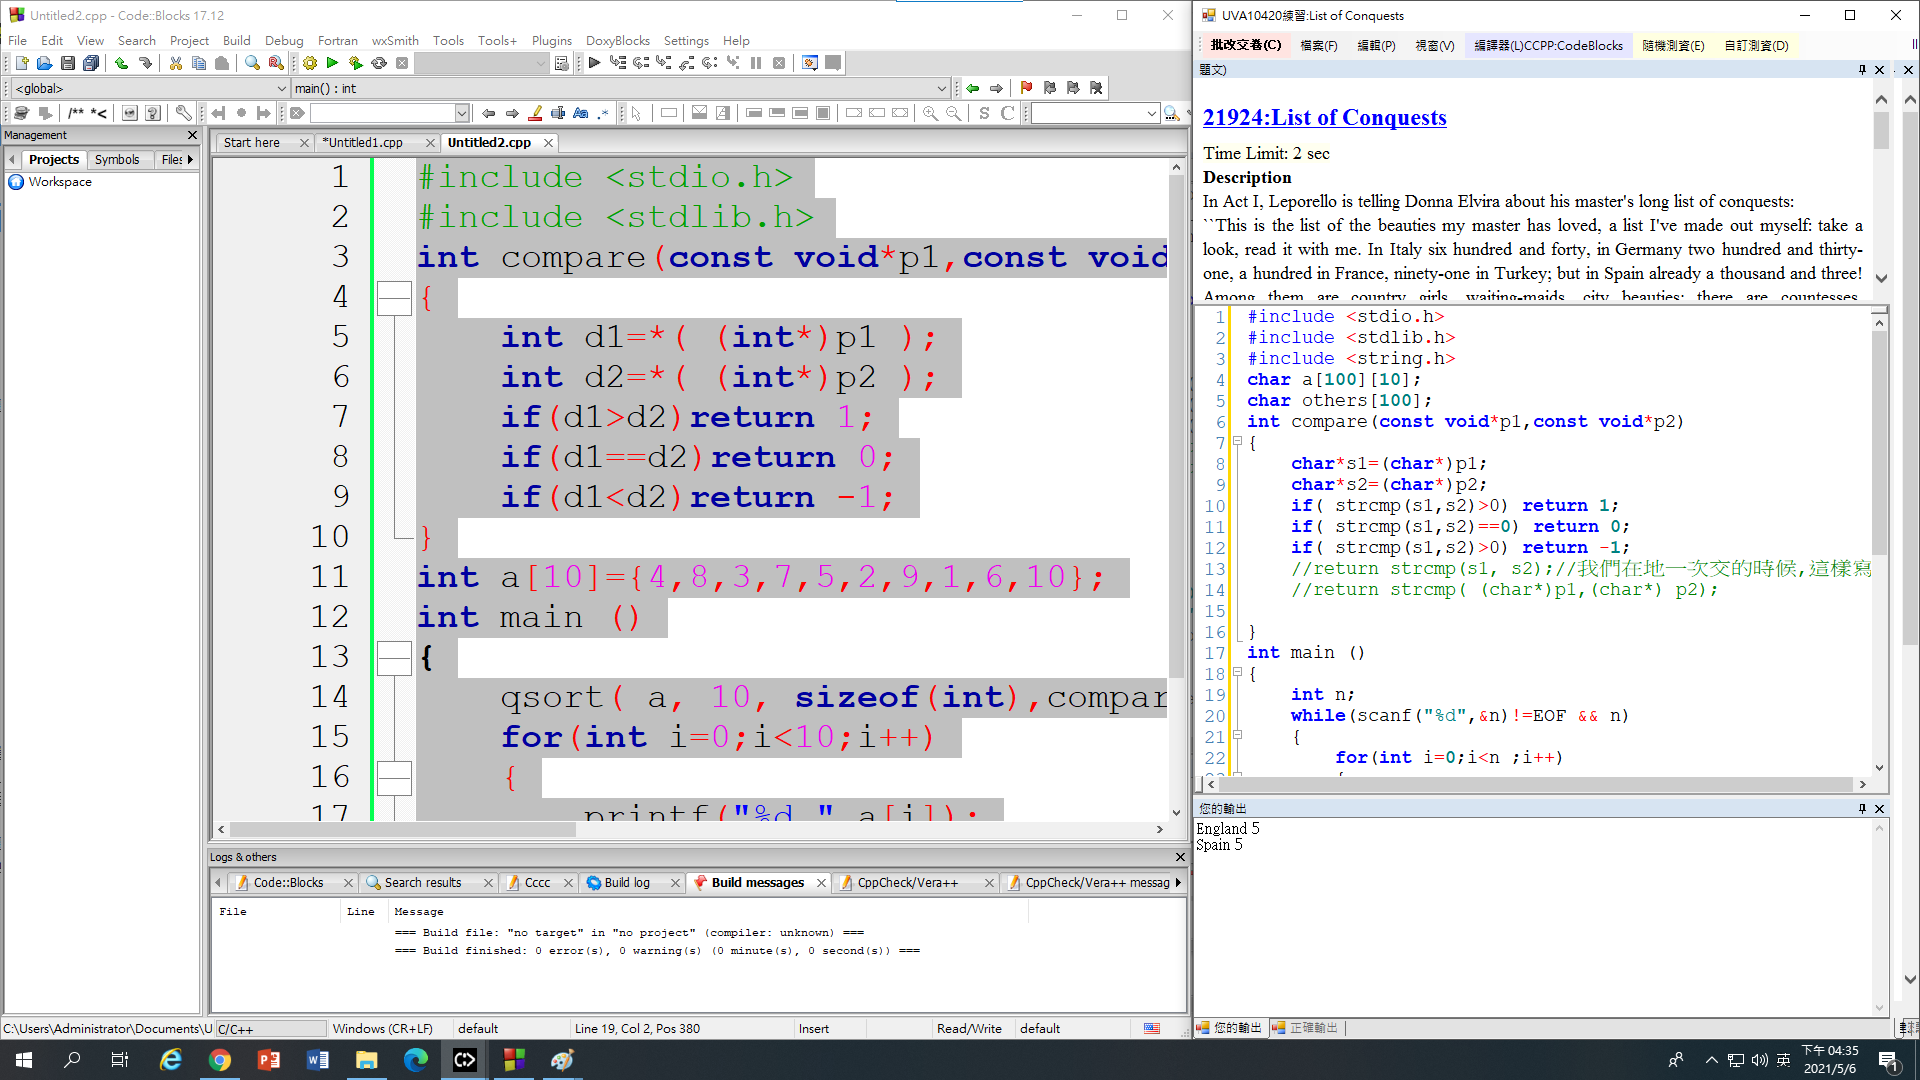 Untitled2.cpp - Code::Blocks 17.12
File Edit View Search Project Build Debug Fortran wxSmith Tools Tools+ Plugins DoxyBlocks Settings Help
<global>
main() : int
/** *<
S C
Management
Projects Symbols Files
Workspace
Start here *Untitled1.cpp Untitled2.cpp
1 #include <stdio.h>
2 #include <stdlib.h>
3 int compare(const void*p1,const void
4 {
5 int d1=*( (int*)p1 );
6 int d2=*( (int*)p2 );
7 if(d1>d2)return 1;
8 if(d1==d2)return 0;
9 if(d1<d2)return -1;
10 }
11 int a[10]={4,8,3,7,5,2,9,1,6,10};
12 int main ()
13 {
14 qsort( a, 10, sizeof(int),compar
15 for(int i=0;i<10;i++)
16 {
17 printf("%d " a[i]);
Logs & others
Code::Blocks Search results Cccc Build log Build messages CppCheck/Vera++ CppCheck/Vera++ messag
File Line Message
=== Build file: "no target" in "no project" (compiler: unknown) ===
=== Build finished: 0 error(s), 0 warning(s) (0 minute(s), 0 second(s)) ===
C:\Users\Administrator\Documents\U C/C++ Windows (CR+LF) default Line 19, Col 2, Pos 380 Insert Read/Write default
UVA10420練習:List of Conquests
批改交卷(C) 檔案(F) 編輯(P) 視窗(V) 編譯器(L)CCPP:CodeBlocks 隨機測資(E) 自訂測資(D)
題文)
21924:List of Conquests
Time Limit: 2 sec
Description
In Act I, Leporello is telling Donna Elvira about his master's long list of conquests:
``This is the list of the beauties my master has loved, a list I've made out myself: take a
look, read it with me. In Italy six hundred and forty, in Germany two hundred and thirty-
one, a hundred in France, ninety-one in Turkey; but in Spain already a thousand and three!
Among them are country girls, waiting-maids, city beauties; there are countesses,
1 #include <stdio.h>
2 #include <stdlib.h>
3 #include <string.h>
4 char a[100][10];
5 char others[100];
6 int compare(const void*p1,const void*p2)
7 {
8 char*s1=(char*)p1;
9 char*s2=(char*)p2;
10 if( strcmp(s1,s2)>0) return 1;
11 if( strcmp(s1,s2)==0) return 0;
12 if( strcmp(s1,s2)>0) return -1;
13 //return strcmp(s1, s2);//我們在地一次交的時候,這樣寫
14 //return strcmp( (char*)p1,(char*) p2);
15
16 }
17 int main ()
18 {
19 int n;
20 while(scanf("%d",&n)!=EOF && n)
21 {
22 for(int i=0;i<n ;i++)
您的輸出
England 5
Spain 5
您的輸出 正確輸出
英
下午 04:35
2021/5/6
1